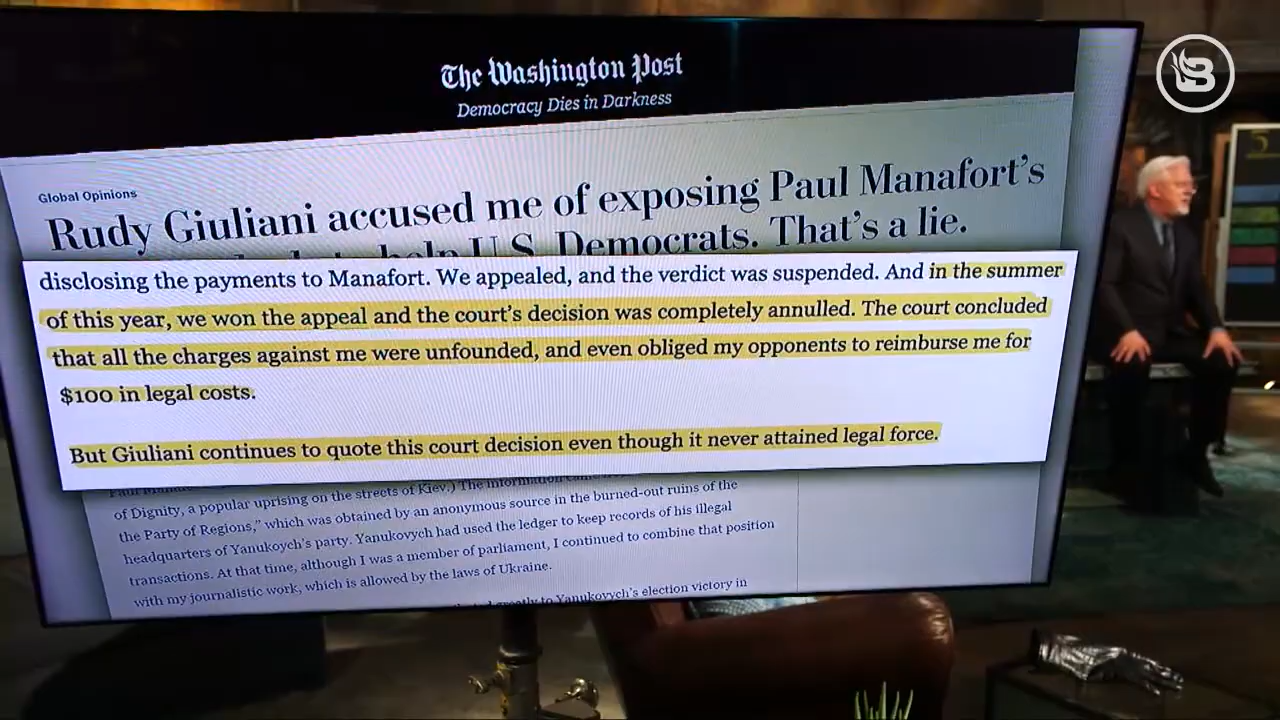 The Washington Post
Democracy Dies in Darkness
Global Opinions
Rudy Giuliani accused me of exposing Paul Manafort's
help U.S. Democrats. That's a lie.
disclosing the payments to Manafort. We appealed, and the verdict was suspended. And in the summer
of this year, we won the appeal and the court's decision was completely annulled. The court concluded
that all the charges against me were unfounded, and even obliged my opponents to reimburse me for
$100 in legal costs.
But Giuliani continues to quote this court decision even though it never attained legal force.
of Dignity, a popular uprising on the streets of Kiev.) The information
the Party of Regions," which was obtained by an anonymous source in the burned-out ruins of the
headquarters of Yanukoych's party. Yanukovych had used the ledger to keep records of his illegal
transactions. At that time, although I was a member of parliament, I continued to combine that position
with my journalistic work, which is allowed by the laws of Ukraine.
to Yanukovych's election victory in
B
5